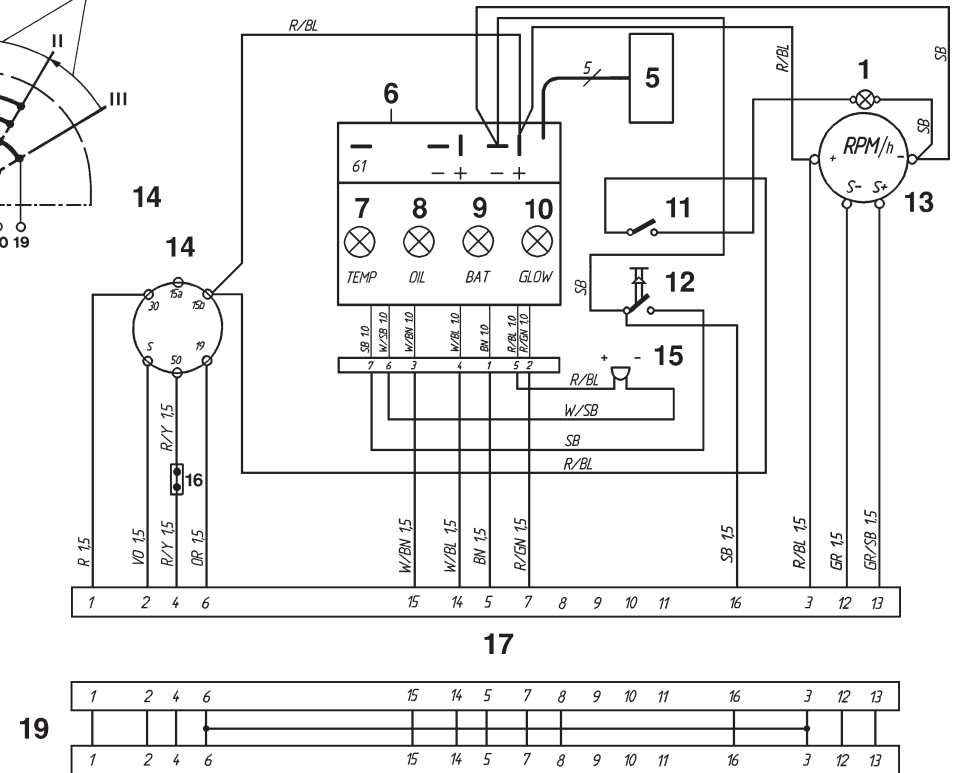 II
III
14
0 19
R/BL
5
5
6
61
- + - +
7 8 9 10
TEMP OIL BAT GLOW
R/BL
SB
1
SB
RPM/h
+ -
S- S+
13
11
12
SB
14
15a
30 15b
S 19
50
SB 1.0
W/SB 1.0
W/BN 1.0
W/BL 1.0
BN 1.0
R/BL 1.0
R/GN 1.0
7 6 3 4 1 5 2
+ - 15
R/BL
W/SB
SB
R/BL
R/Y 1,5
16
R 1,5
VO 1,5
R/Y 1,5
OR 1,5
W/BN 1,5
W/BL 1,5
BN 1,5
R/GN 1,5
SB 1,5
R/BL 1,5
GR 1,5
GR/SB 1,5
1 2 4 6 15 14 5 7 8 9 10 11 16 3 12 13
17
1 2 4 6 15 14 5 7 8 9 10 11 16 3 12 13
19
1 2 4 6 15 14 5 7 8 9 10 11 16 3 12 13